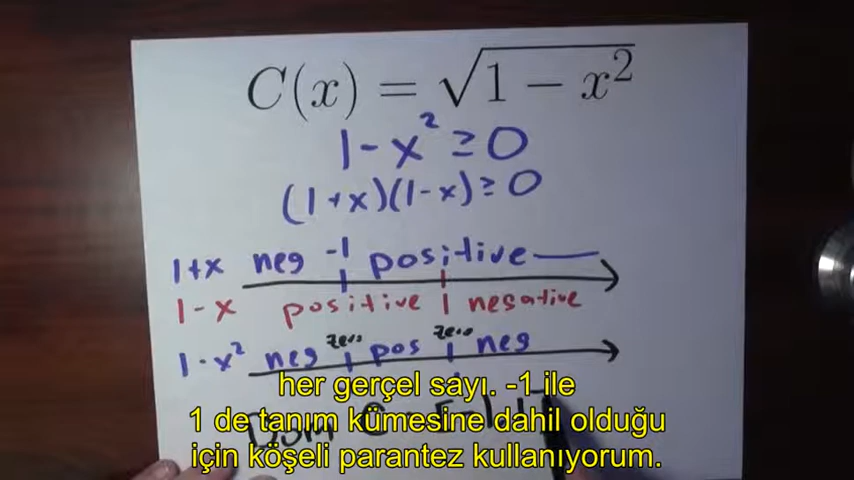 C(x) = √1 − x²
1 - x² ≥ 0
(1+x)(1-x) ≥ 0
1+x neg -1 positive
1-x positive 1 negative
zero zero
1-x² neg pos neg
her gerçel sayı. -1 ile
1 de tanım kümesine dahil olduğu
için köşeli parantez kullanıyorum.